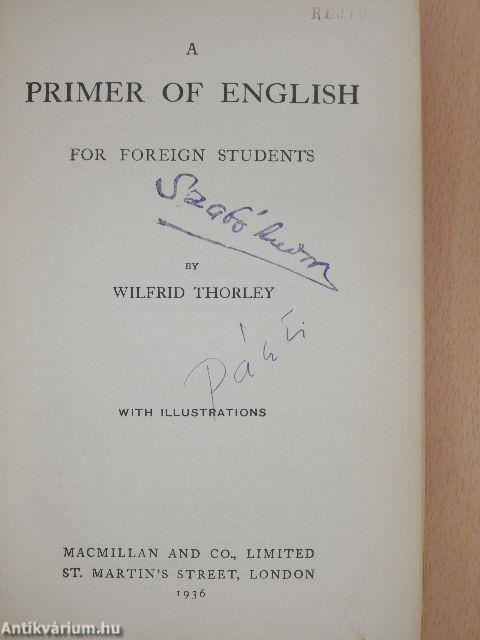 A
PRIMER OF ENGLISH
FOR FOREIGN STUDENTS
Szabó
BY
WILFRID THORLEY
WITH ILLUSTRATIONS
MACMILLAN AND CO., LIMITED
ST. MARTIN'S STREET, LONDON
1936
Antikvárium.hu